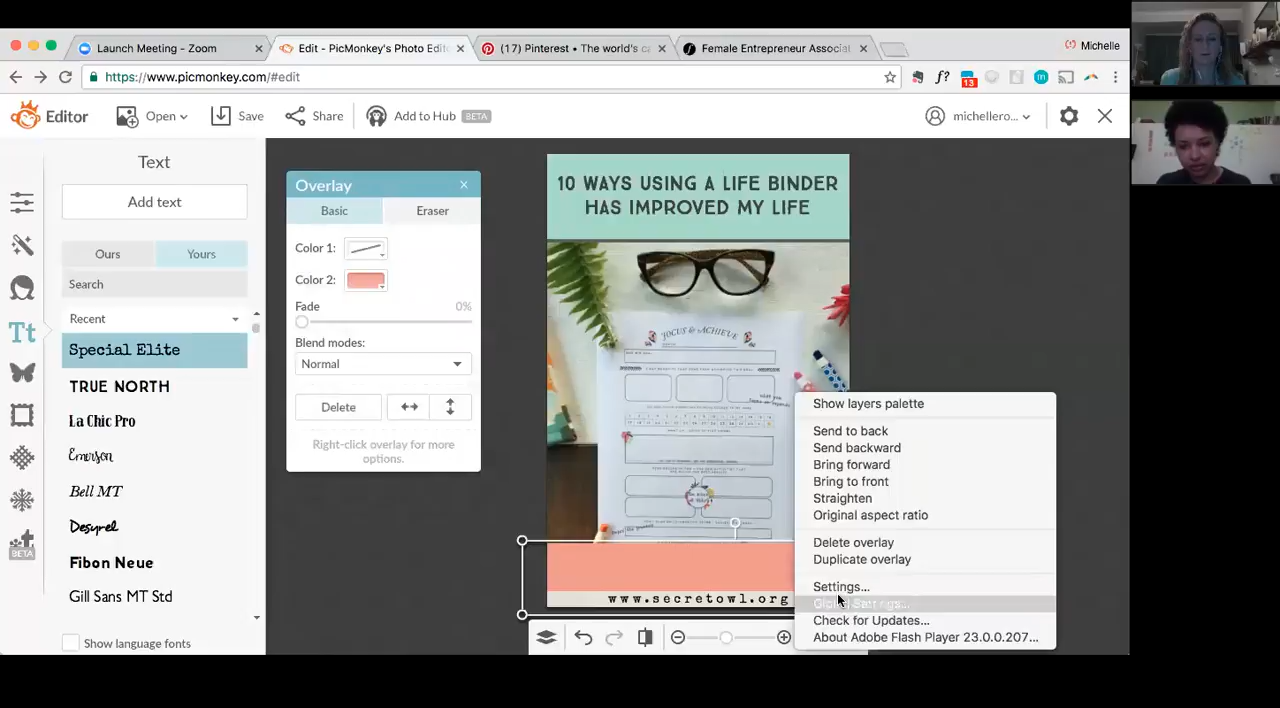 Launch Meeting - Zoom
Edit - PicMonkey's Photo Edit
(17) Pinterest • The world's ca
Female Entrepreneur Associat
Michelle
https://www.picmonkey.com/#edit
f?
13
m
Editor
Open
Save
Share
Add to Hub BETA
michellero...
Text
Add text
Ours
Yours
Search
Recent
Special Elite
TRUE NORTH
La Chic Pro
Emerson
Bell MT
Desyrel
Fibon Neue
Gill Sans MT Std
Show language fonts
Tt
BETA
Overlay
Basic
Eraser
Color 1:
Color 2:
Fade
0%
Blend modes:
Normal
Delete
Right-click overlay for more
options.
10 WAYS USING A LIFE BINDER
HAS IMPROVED MY LIFE
FOCUS & ACHIEVE
www.secretowl.org
Show layers palette
Send to back
Send backward
Bring forward
Bring to front
Straighten
Original aspect ratio
Delete overlay
Duplicate overlay
Settings...
Global Settings...
Check for Updates...
About Adobe Flash Player 23.0.0.207...